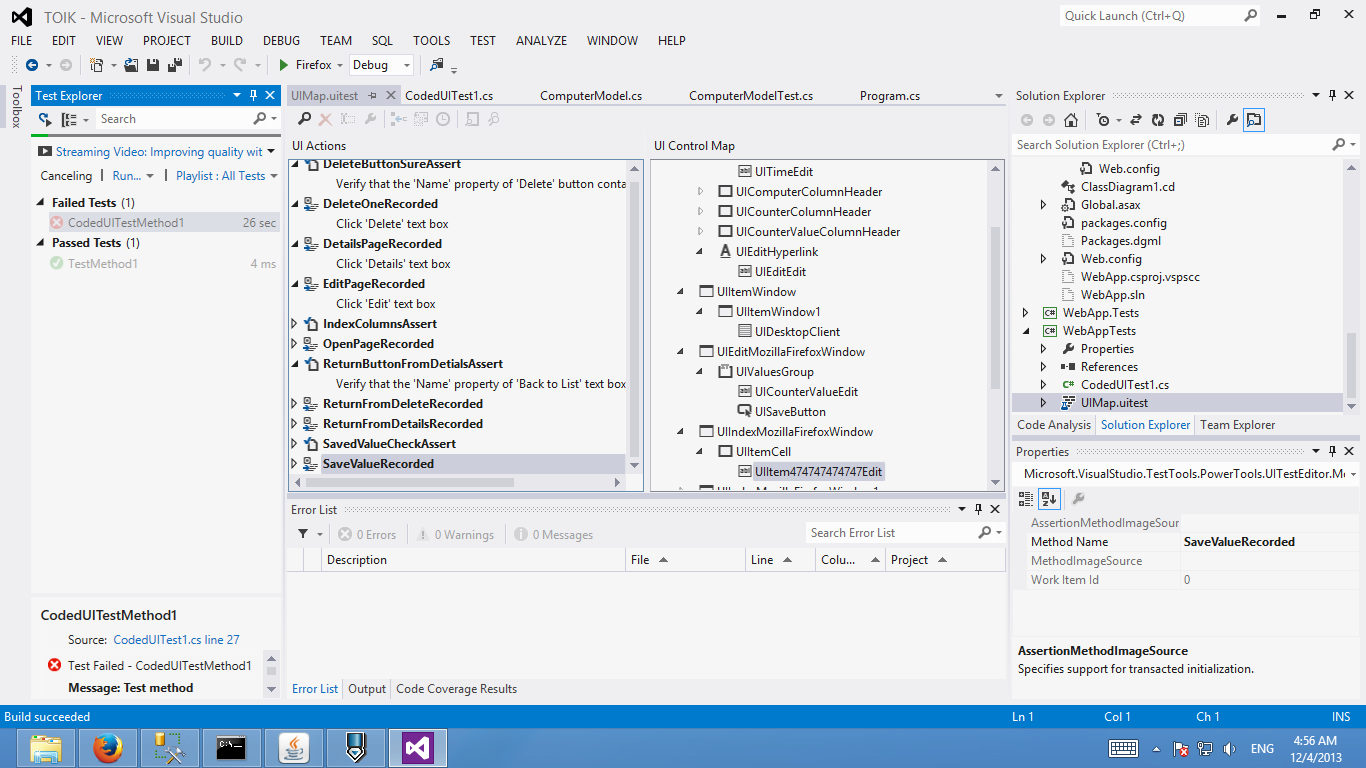 TOIK - Microsoft Visual Studio
Quick Launch (Ctrl+Q)
FILE EDIT VIEW PROJECT BUILD DEBUG TEAM SQL TOOLS TEST ANALYZE WINDOW HELP
Firefox Debug
Toolbox
Test Explorer
Search
Streaming Video: Improving quality wit
Canceling Run... Playlist : All Tests
Failed Tests (1)
CodedUITestMethod1 26 sec
Passed Tests (1)
TestMethod1 4 ms
CodedUITestMethod1
Source: CodedUITest1.cs line 27
Test Failed - CodedUITestMethod1
Message: Test method
UIMap.uitest CodedUITest1.cs ComputerModel.cs ComputerModelTest.cs Program.cs
UI Actions
DeleteButtonSureAssert
Verify that the 'Name' property of 'Delete' button conta
DeleteOneRecorded
Click 'Delete' text box
DetailsPageRecorded
Click 'Details' text box
EditPageRecorded
Click 'Edit' text box
IndexColumnsAssert
OpenPageRecorded
ReturnButtonFromDetialsAssert
Verify that the 'Name' property of 'Back to List' text box
ReturnFromDeleteRecorded
ReturnFromDetailsRecorded
SavedValueCheckAssert
SaveValueRecorded
UI Control Map
UITimeEdit
UIComputerColumnHeader
UICounterColumnHeader
UICounterValueColumnHeader
UIEditHyperlink
UIEditEdit
UIItemWindow
UIItemWindow1
UIDesktopClient
UIEditMozillaFirefoxWindow
UIValuesGroup
UICounterValueEdit
UISaveButton
UIIndexMozillaFirefoxWindow
UIItemCell
UIItem474747474747Edit
UIIndexMozillaFirefoxWindow1
Error List
0 Errors 0 Warnings 0 Messages
Search Error List
Description File Line Colu... Project
Error List Output Code Coverage Results
Solution Explorer
Search Solution Explorer (Ctrl+;)
Web.config
ClassDiagram1.cd
Global.asax
packages.config
Packages.dgml
Web.config
WebApp.csproj.vspscc
WebApp.sln
WebApp.Tests
WebAppTests
Properties
References
CodedUITest1.cs
UIMap.uitest
Code Analysis Solution Explorer Team Explorer
Properties
Microsoft.VisualStudio.TestTools.PowerTools.UITestEditor.Mo
AssertionMethodImageSour
Method Name SaveValueRecorded
MethodImageSource
Work Item Id 0
AssertionMethodImageSource
Specifies support for transacted initialization.
Build succeeded Ln 1 Col 1 Ch 1 INS
ENG
4:56 AM
12/4/2013